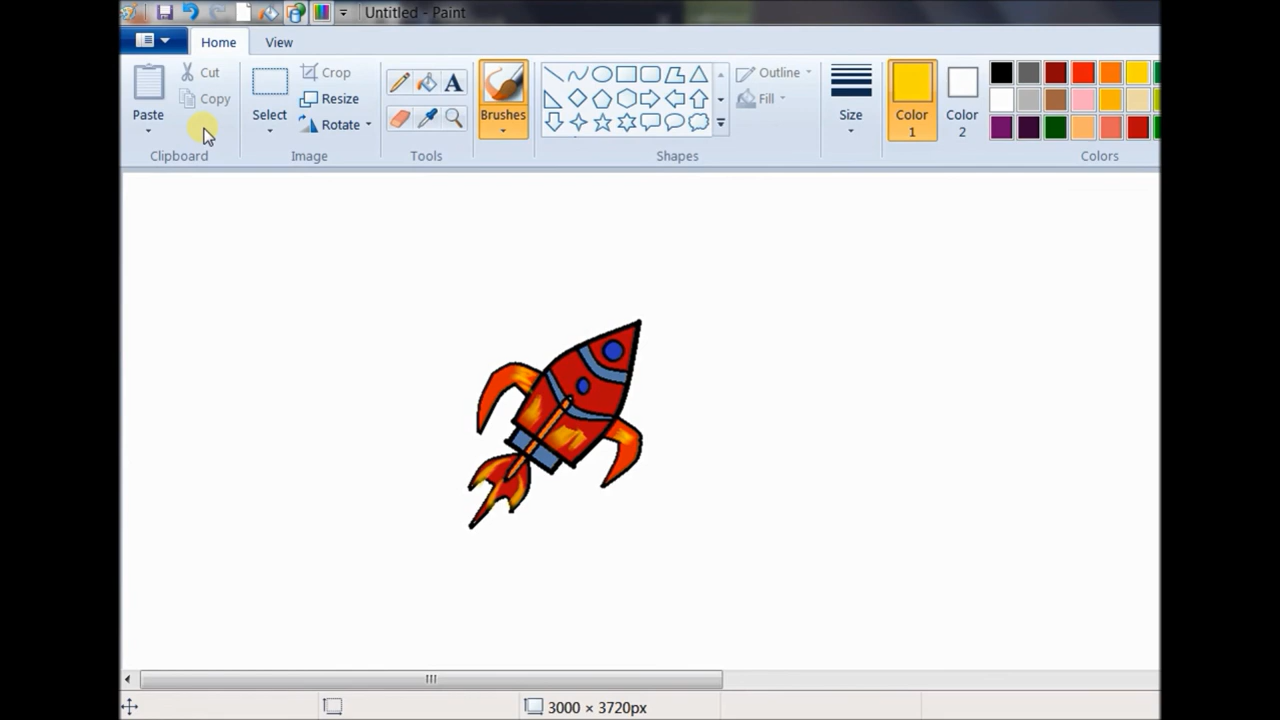 Untitled - Paint
Home View
Cut
Copy
Paste
Clipboard
Select
Crop
Resize
Rotate
Image
A
Tools
Brushes
Outline
Fill
Shapes
Size
Color
1
Color
2
Colors
3000 × 3720px